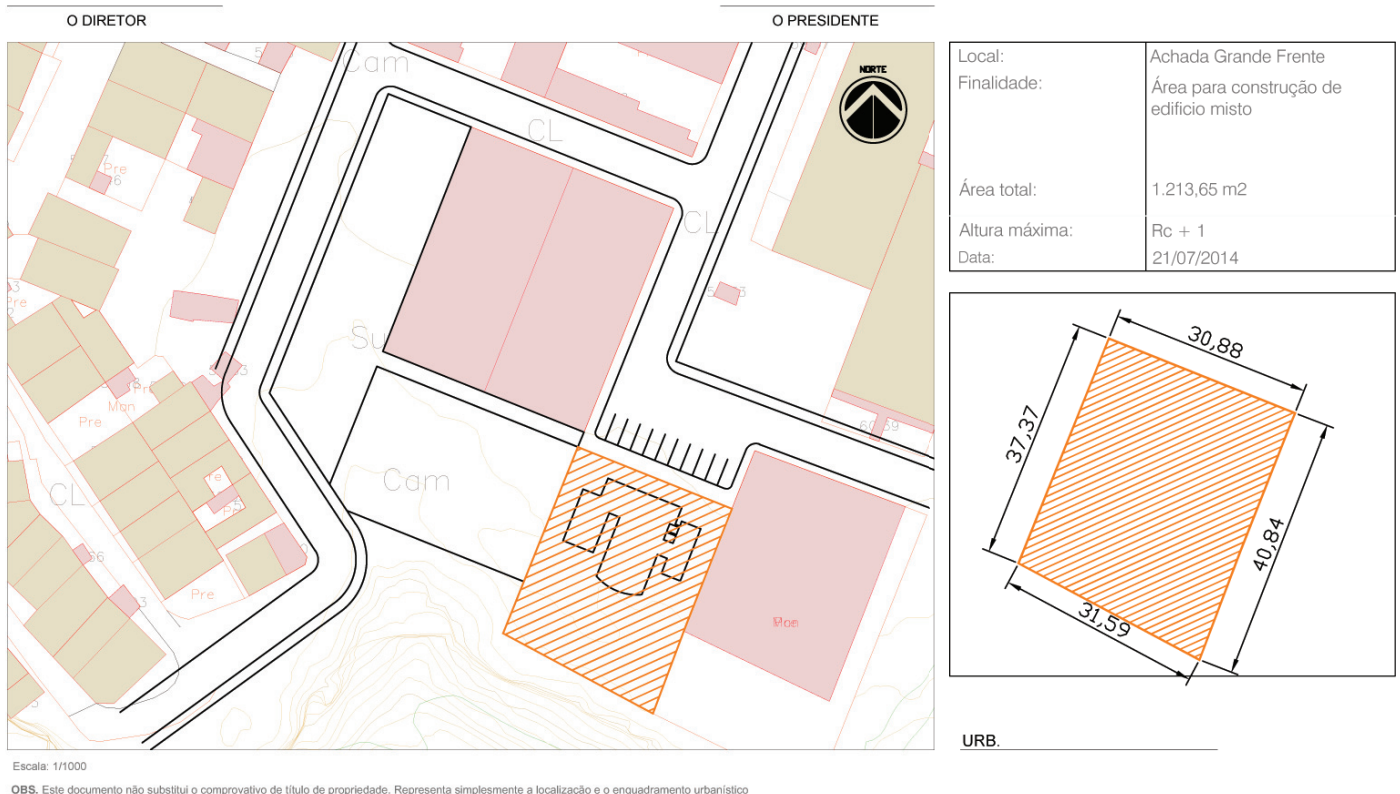 O DIRETOR
O PRESIDENTE
Cam
NORTE
CL
CL
Pre
Su
Pre
Man
Pre
Cam
CL
Pre
60,39
Local: Achada Grande Frente
Finalidade: Área para construção de
edificio misto
Área total: 1.213,65 m2
Altura máxima: Rc + 1
Data: 21/07/2014
30,88
37,37
40,84
31,59
URB.
Escala: 1/1000
OBS. Este documento não substitui o comprovativo de título de propriedade. Representa simplesmente a localização e o enquadramento urbanístico